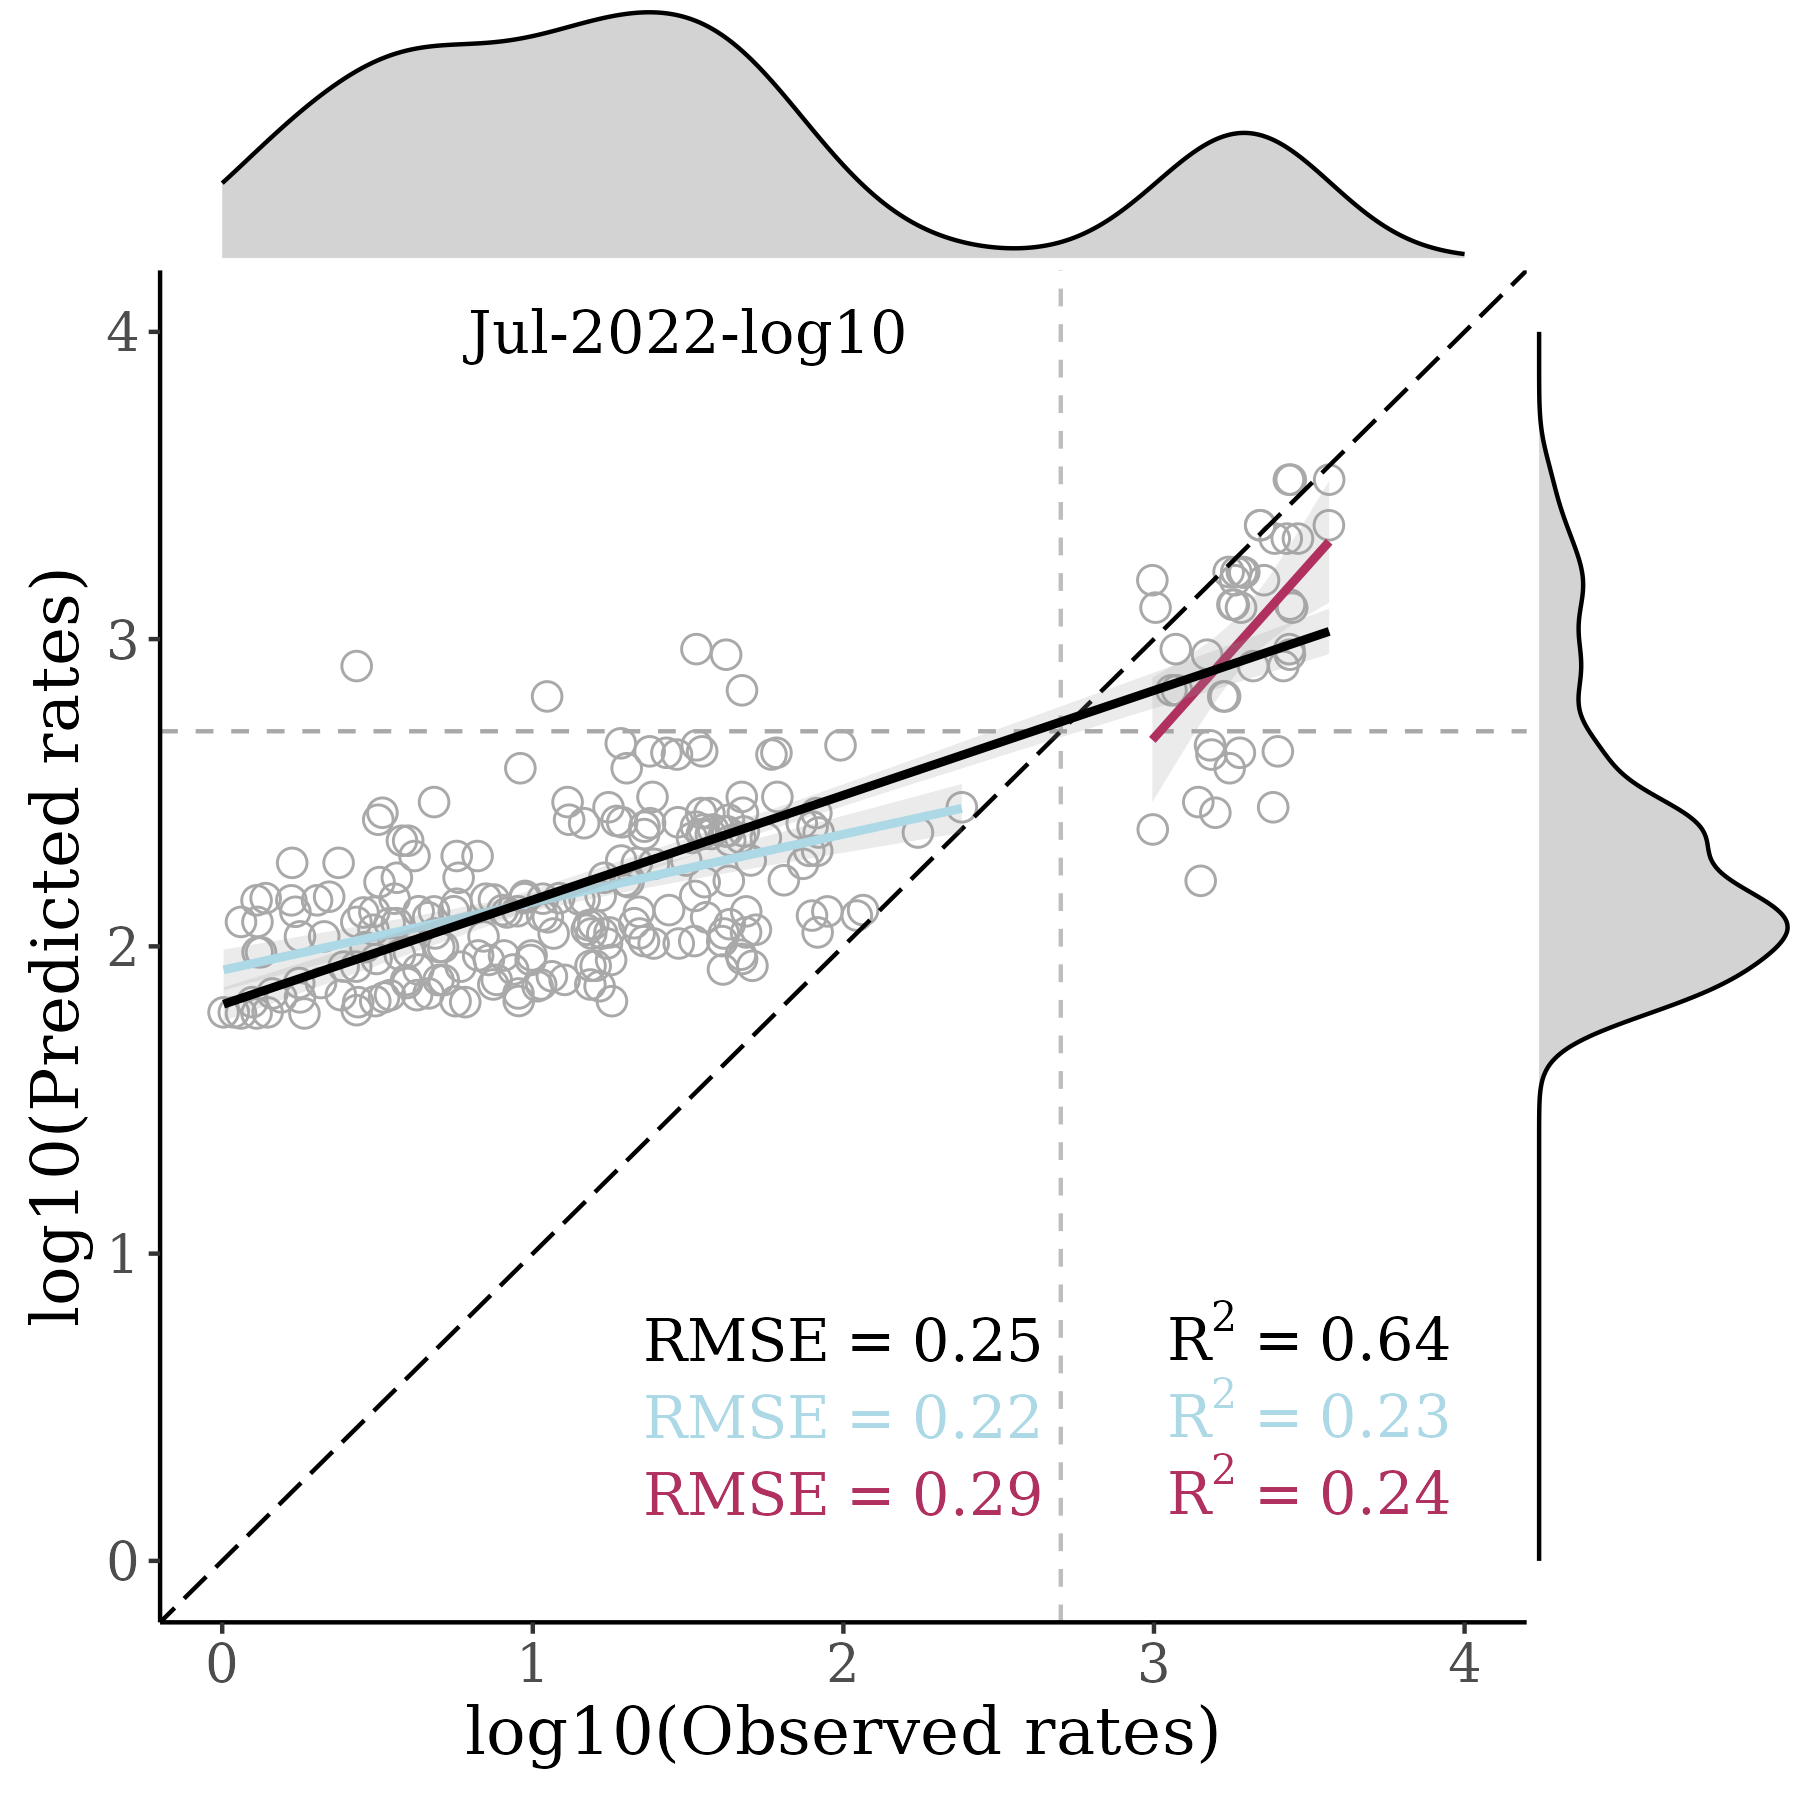 Jul-2022-log10
4
3
2
1
0
log10(Predicted rates)
RMSE = 0.25 R² = 0.64
RMSE = 0.22 R² = 0.23
RMSE = 0.29 R² = 0.24
0 1 2 3 4
log10(Observed rates)